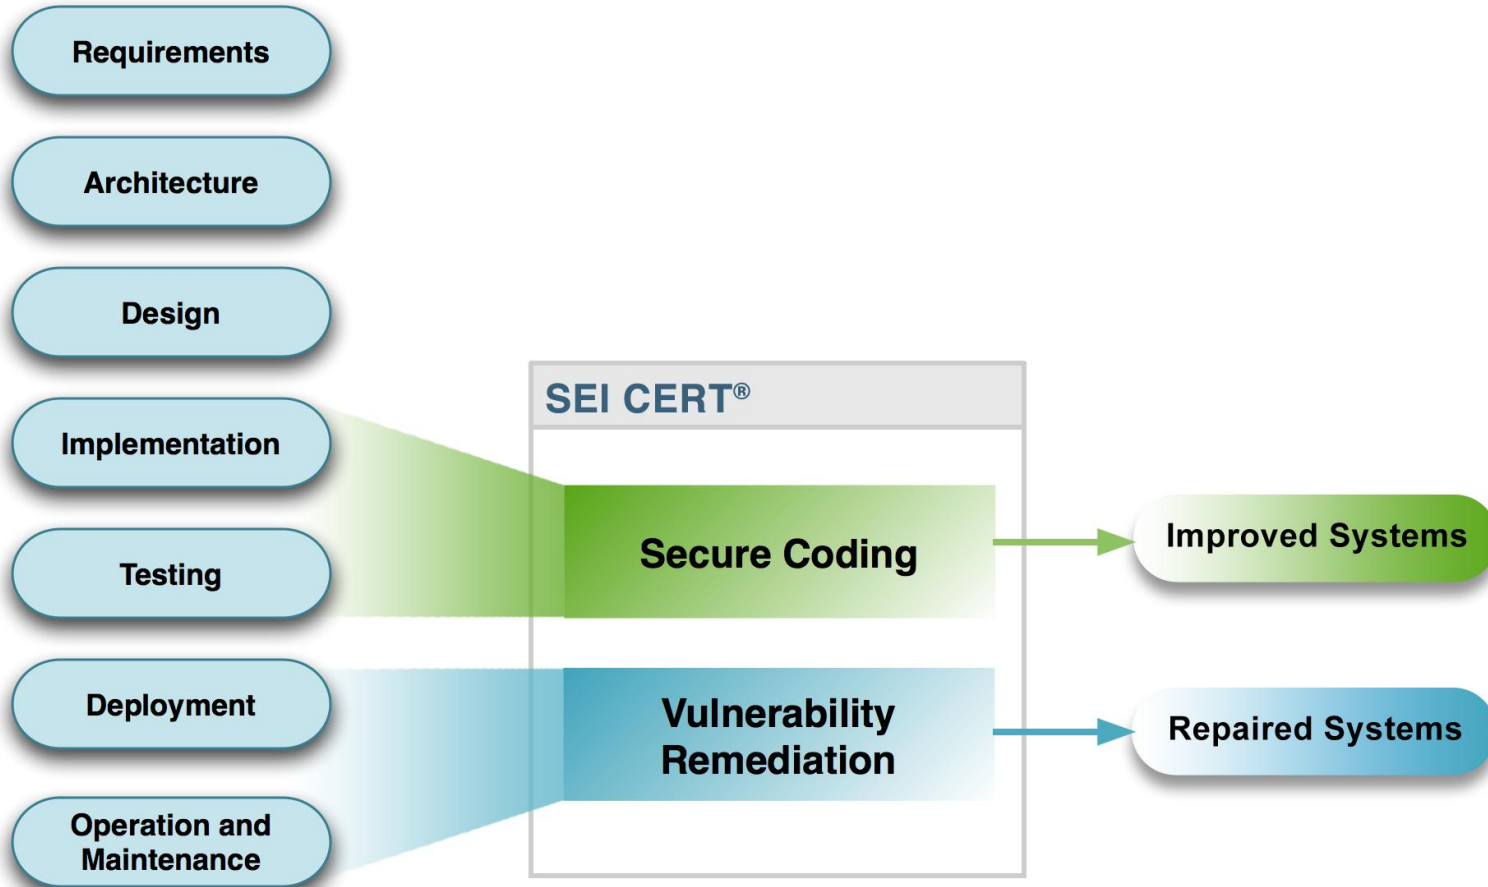 Requirements
Architecture
Design
Implementation
Testing
Deployment
Operation and
Maintenance
SEI CERT®
Secure Coding
Vulnerability
Remediation
Improved Systems
Repaired Systems